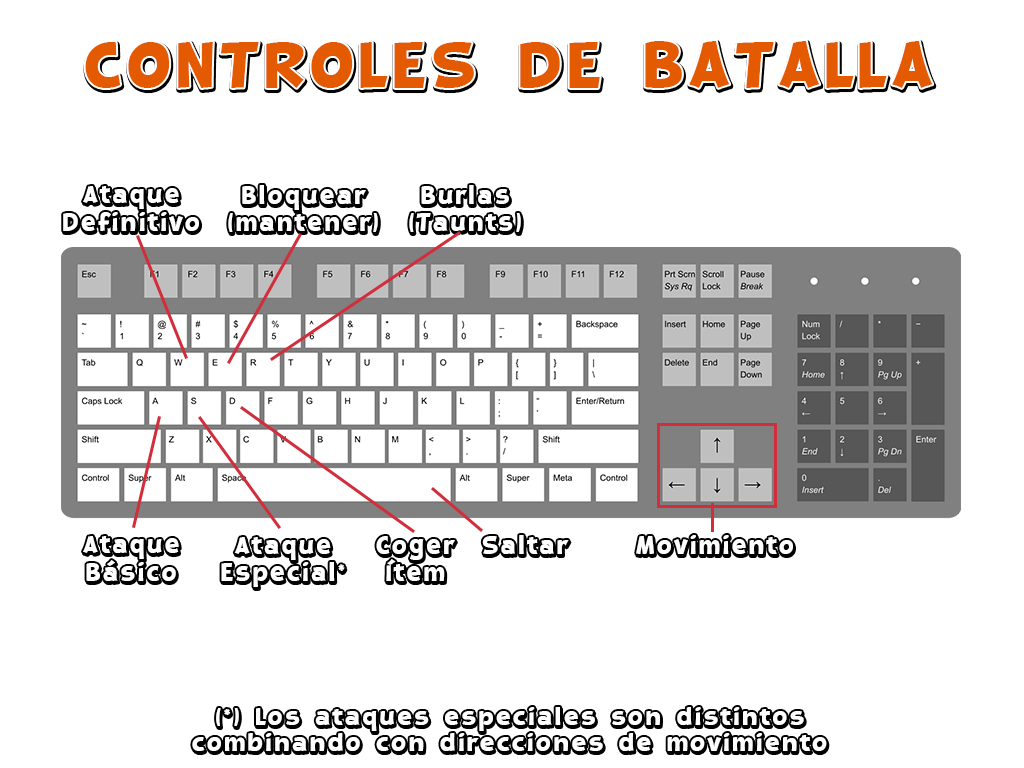 CONTROLES DE BATALLA
Ataque
Definitivo
Bloquear
(mantener)
Burlas
(Taunts)
Esc F1 F2 F3 F4 F5 F6 F7 F8 F9 F10 F11 F12
Prt Scrn Scroll Pause
Sys Rq Lock Break
~ ! @ # $ % ^ & * ( ) _ + Backspace
` 1 2 3 4 5 6 7 8 9 0 - =
Insert Home Page
Up
Num / * −
Lock
Tab Q W E R T Y U I O P { } |
[ ] \
Delete End Page
Down
7 8 9 +
Home ↑ Pg Up
Caps Lock A S D F G H J K L : " Enter/Return
; '
4 5 6
← →
Shift Z X C V B N M < > ? Shift
, . /
↑
1 2 3 Enter
End ↓ Pg Dn
Control Super Alt Space Alt Super Meta Control
← ↓ →
0 .
Insert Del
Ataque
Básico
Ataque
Especial*
Coger
ítem
Saltar
Movimiento
(*) Los ataques especiales son distintos
combinando con direcciones de movimiento